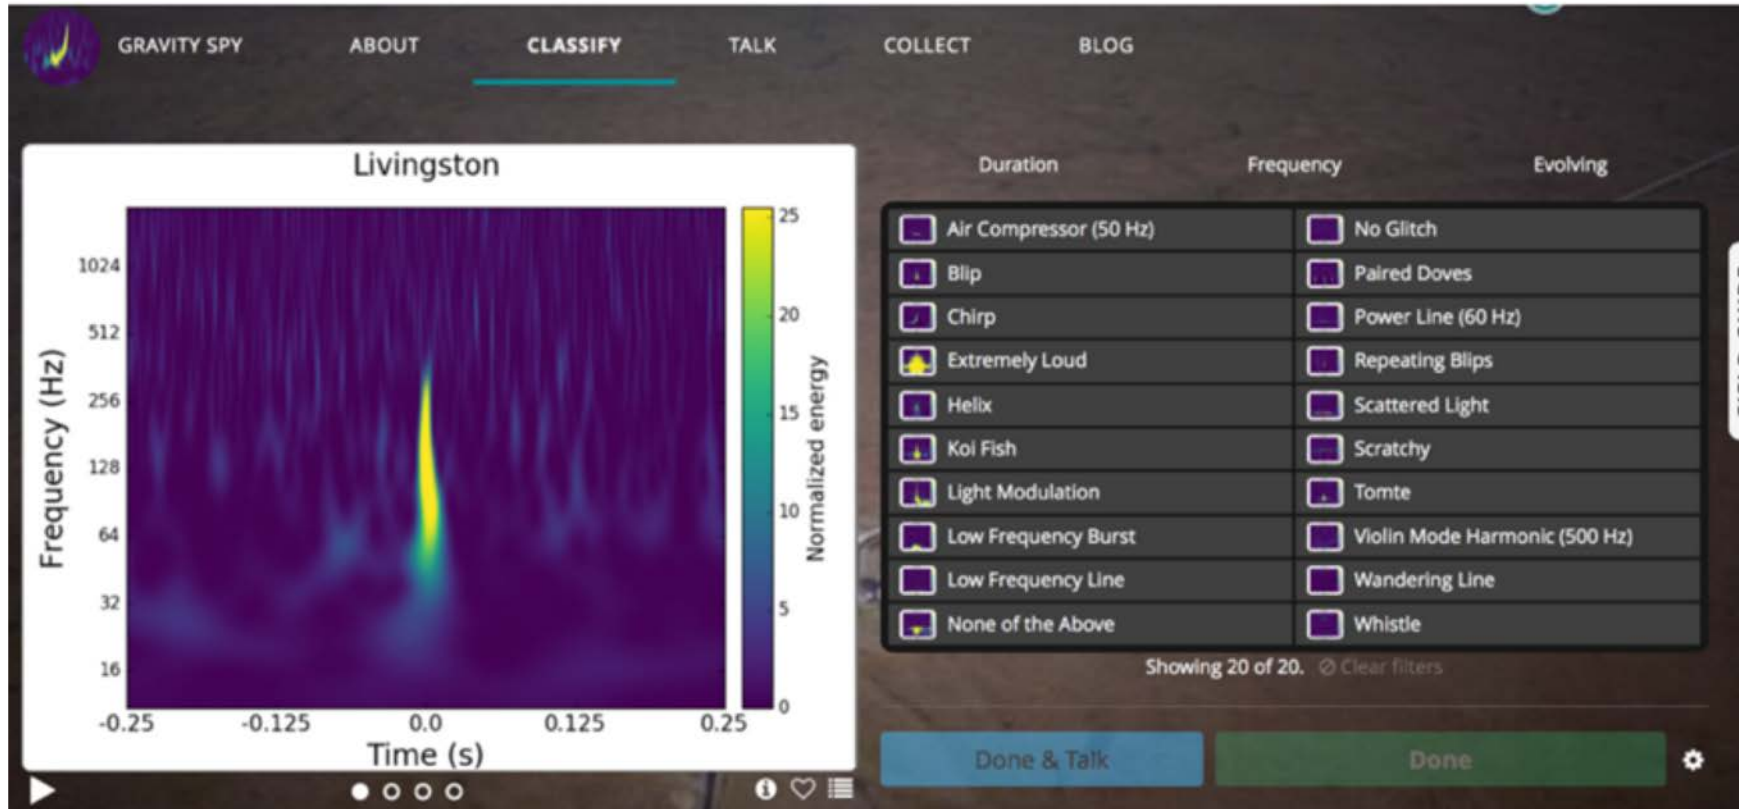 GRAVITY SPY ABOUT CLASSIFY TALK COLLECT BLOG
Livingston
1024
512
256
128
64
32
16
Frequency (Hz)
-0.25 -0.125 0.0 0.125 0.25
Time (s)
25
20
15
10
5
0
Normalized energy
Duration Frequency Evolving
Air Compressor (50 Hz) No Glitch
Blip Paired Doves
Chirp Power Line (60 Hz)
Extremely Loud Repeating Blips
Helix Scattered Light
Koi Fish Scratchy
Light Modulation Tomte
Low Frequency Burst Violin Mode Harmonic (500 Hz)
Low Frequency Line Wandering Line
None of the Above Whistle
Showing 20 of 20. Clear filters
Done & Talk Done